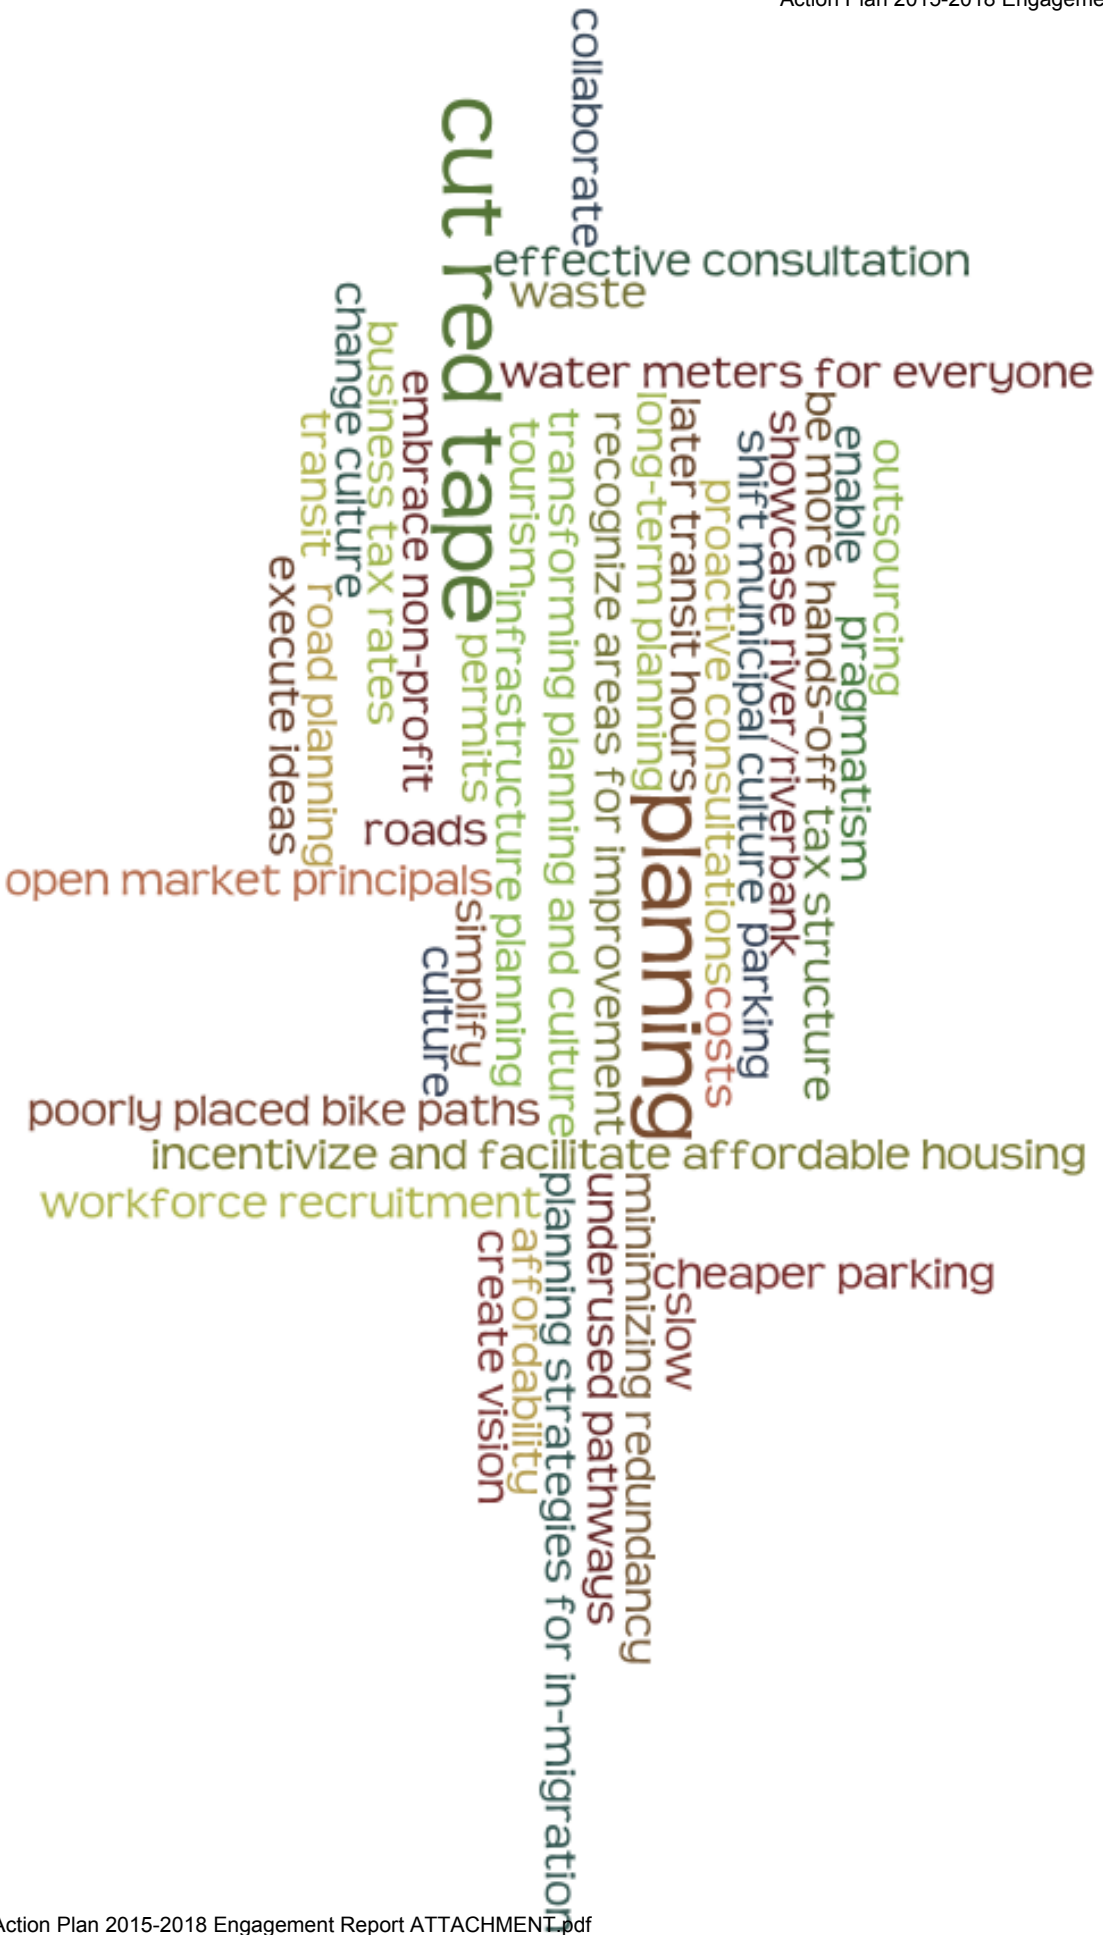 Action Plan 2015-2018 Engageme
collaborate
cut red tape
effective consultation
waste
change culture
business tax rates
embrace non-profit
water meters for everyone
transit
tourism
transforming planning and culture
recognize areas for improvement
long-term planning
later transit hours
proactive consultations
shift municipal culture
showcase river/riverbank
be more hands-off
enable
outsourcing
execute ideas
road planning
permits
infrastructure planning
pragmatism
roads
planning
tax structure
open market principals
simplify
culture
costs
parking
poorly placed bike paths
incentivize and facilitate affordable housing
workforce recruitment
create vision
affordability
planning strategies for in-migration
underused pathways
minimizing redundancy
cheaper parking
slow
Action Plan 2015-2018 Engagement Report ATTACHMENT.pdf